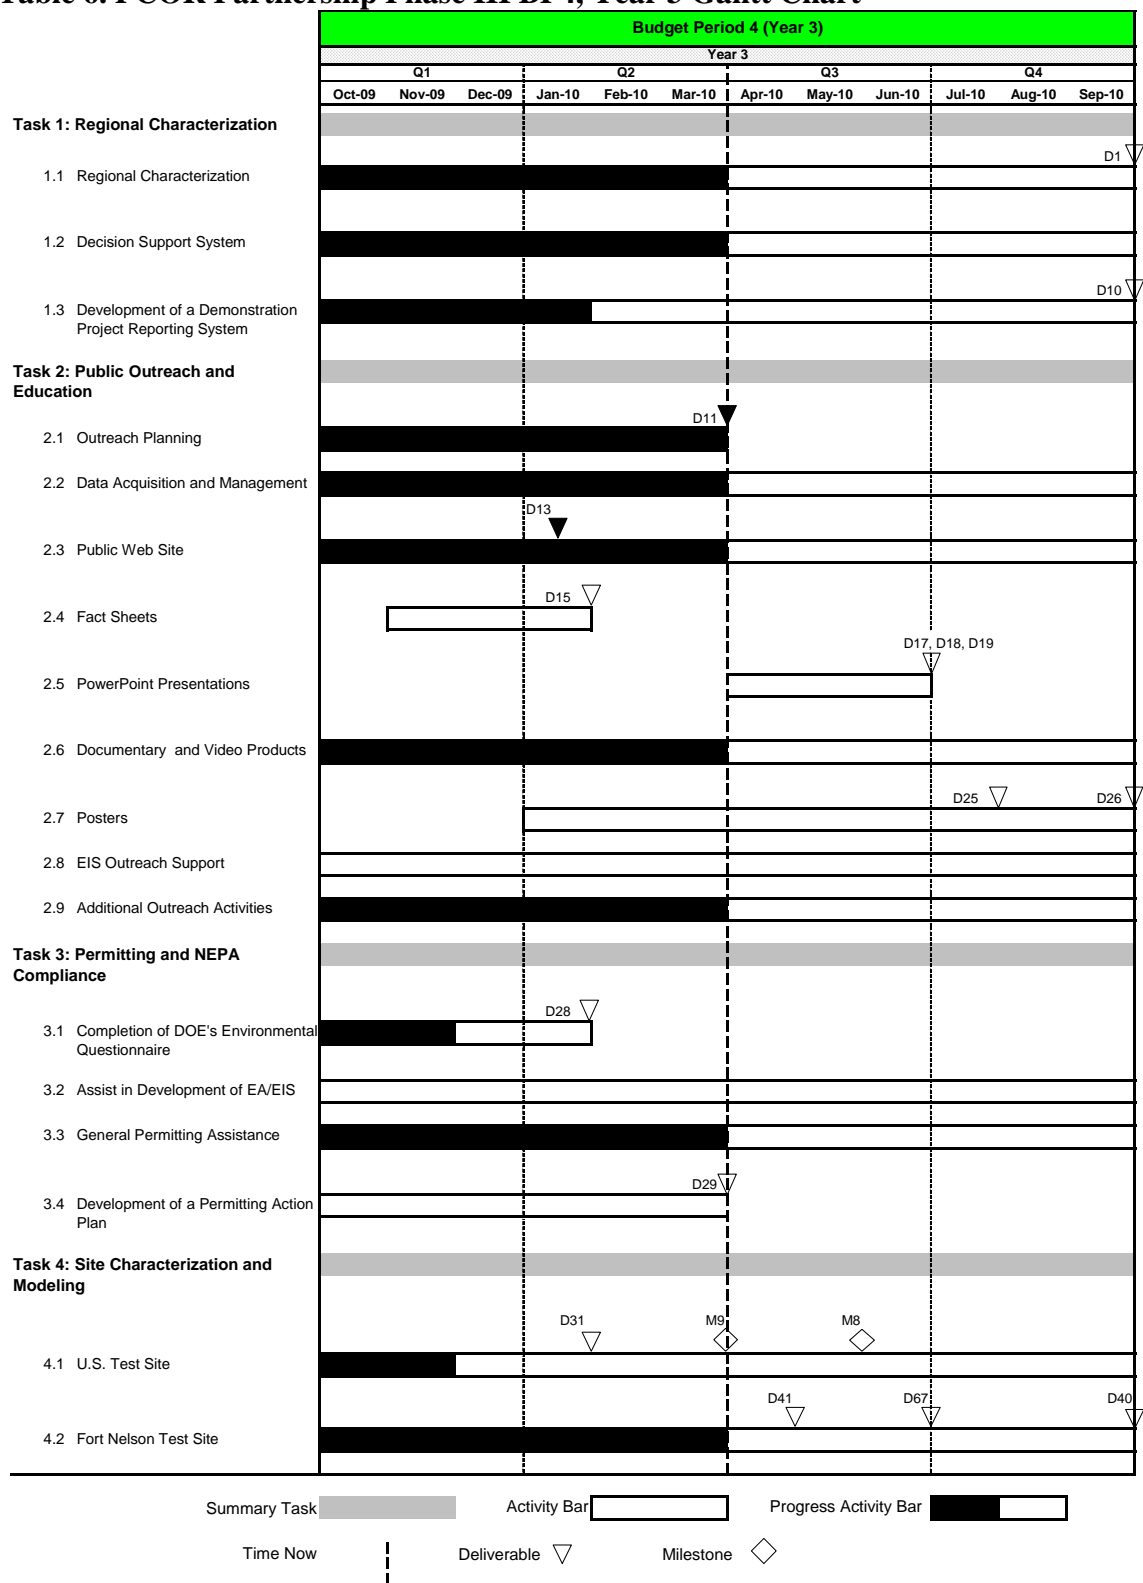 Table 6. PCOR Partnership Phase III BP4, Year 3 Gantt Chart
Budget Period 4 (Year 3)
Year 3
Q1 Q2 Q3 Q4
Oct-09 Nov-09 Dec-09 Jan-10 Feb-10 Mar-10 Apr-10 May-10 Jun-10 Jul-10 Aug-10 Sep-10
Task 1: Regional Characterization
D1
1.1 Regional Characterization
1.2 Decision Support System
D10
1.3 Development of a Demonstration
Project Reporting System
Task 2: Public Outreach and
Education
D11
2.1 Outreach Planning
2.2 Data Acquisition and Management
D13
2.3 Public Web Site
D15
2.4 Fact Sheets
D17, D18, D19
2.5 PowerPoint Presentations
2.6 Documentary and Video Products
D25 D26
2.7 Posters
2.8 EIS Outreach Support
2.9 Additional Outreach Activities
Task 3: Permitting and NEPA
Compliance
D28
3.1 Completion of DOE's Environmental
Questionnaire
3.2 Assist in Development of EA/EIS
3.3 General Permitting Assistance
D29
3.4 Development of a Permitting Action
Plan
Task 4: Site Characterization and
Modeling
D31 M9 M8
4.1 U.S. Test Site
D41 D67 D40
4.2 Fort Nelson Test Site
Summary Task Activity Bar Progress Activity Bar
Time Now Deliverable Milestone